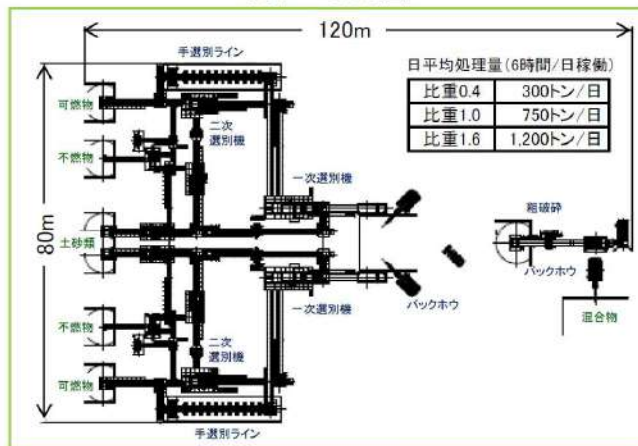 120m
手選別ライン
日平均処理量(6時間/日稼働)
比重0.4 300トン/日
比重1.0 750トン/日
比重1.6 1,200トン/日
可燃物
二次
選別機
不燃物
一次選別機
粗破砕
80m
土砂類
バックホウ
バックホウ
一次選別機
混合物
不燃物
二次
選別機
可燃物
手選別ライン